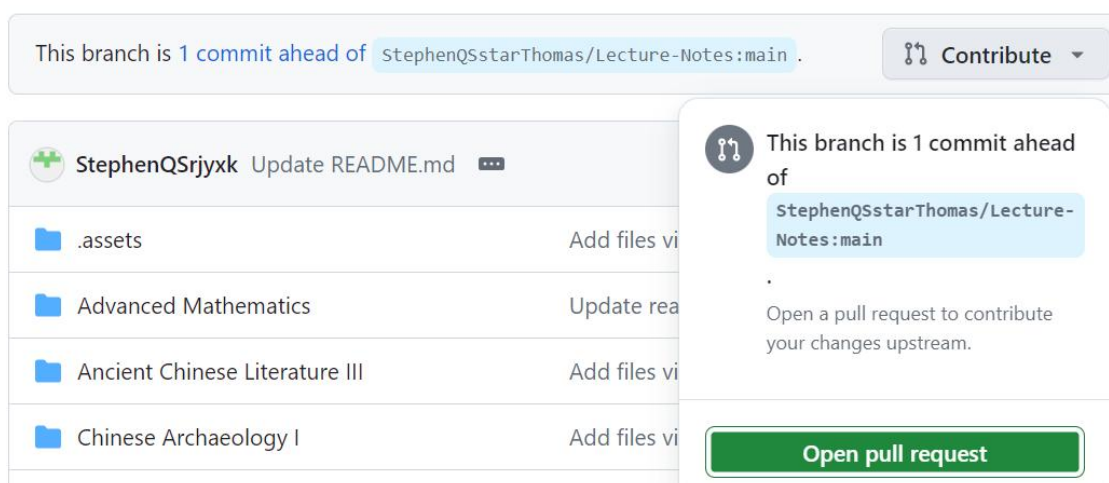 This branch is 1 commit ahead of StephenQSstarThomas/Lecture-Notes:main .
Contribute
StephenQSrjyxk Update README.md
.assets Add files vi
Advanced Mathematics Update rea
Ancient Chinese Literature III Add files vi
Chinese Archaeology I Add files vi
This branch is 1 commit ahead
of
StephenQSstarThomas/Lecture-
Notes:main
.
Open a pull request to contribute
your changes upstream.
Open pull request